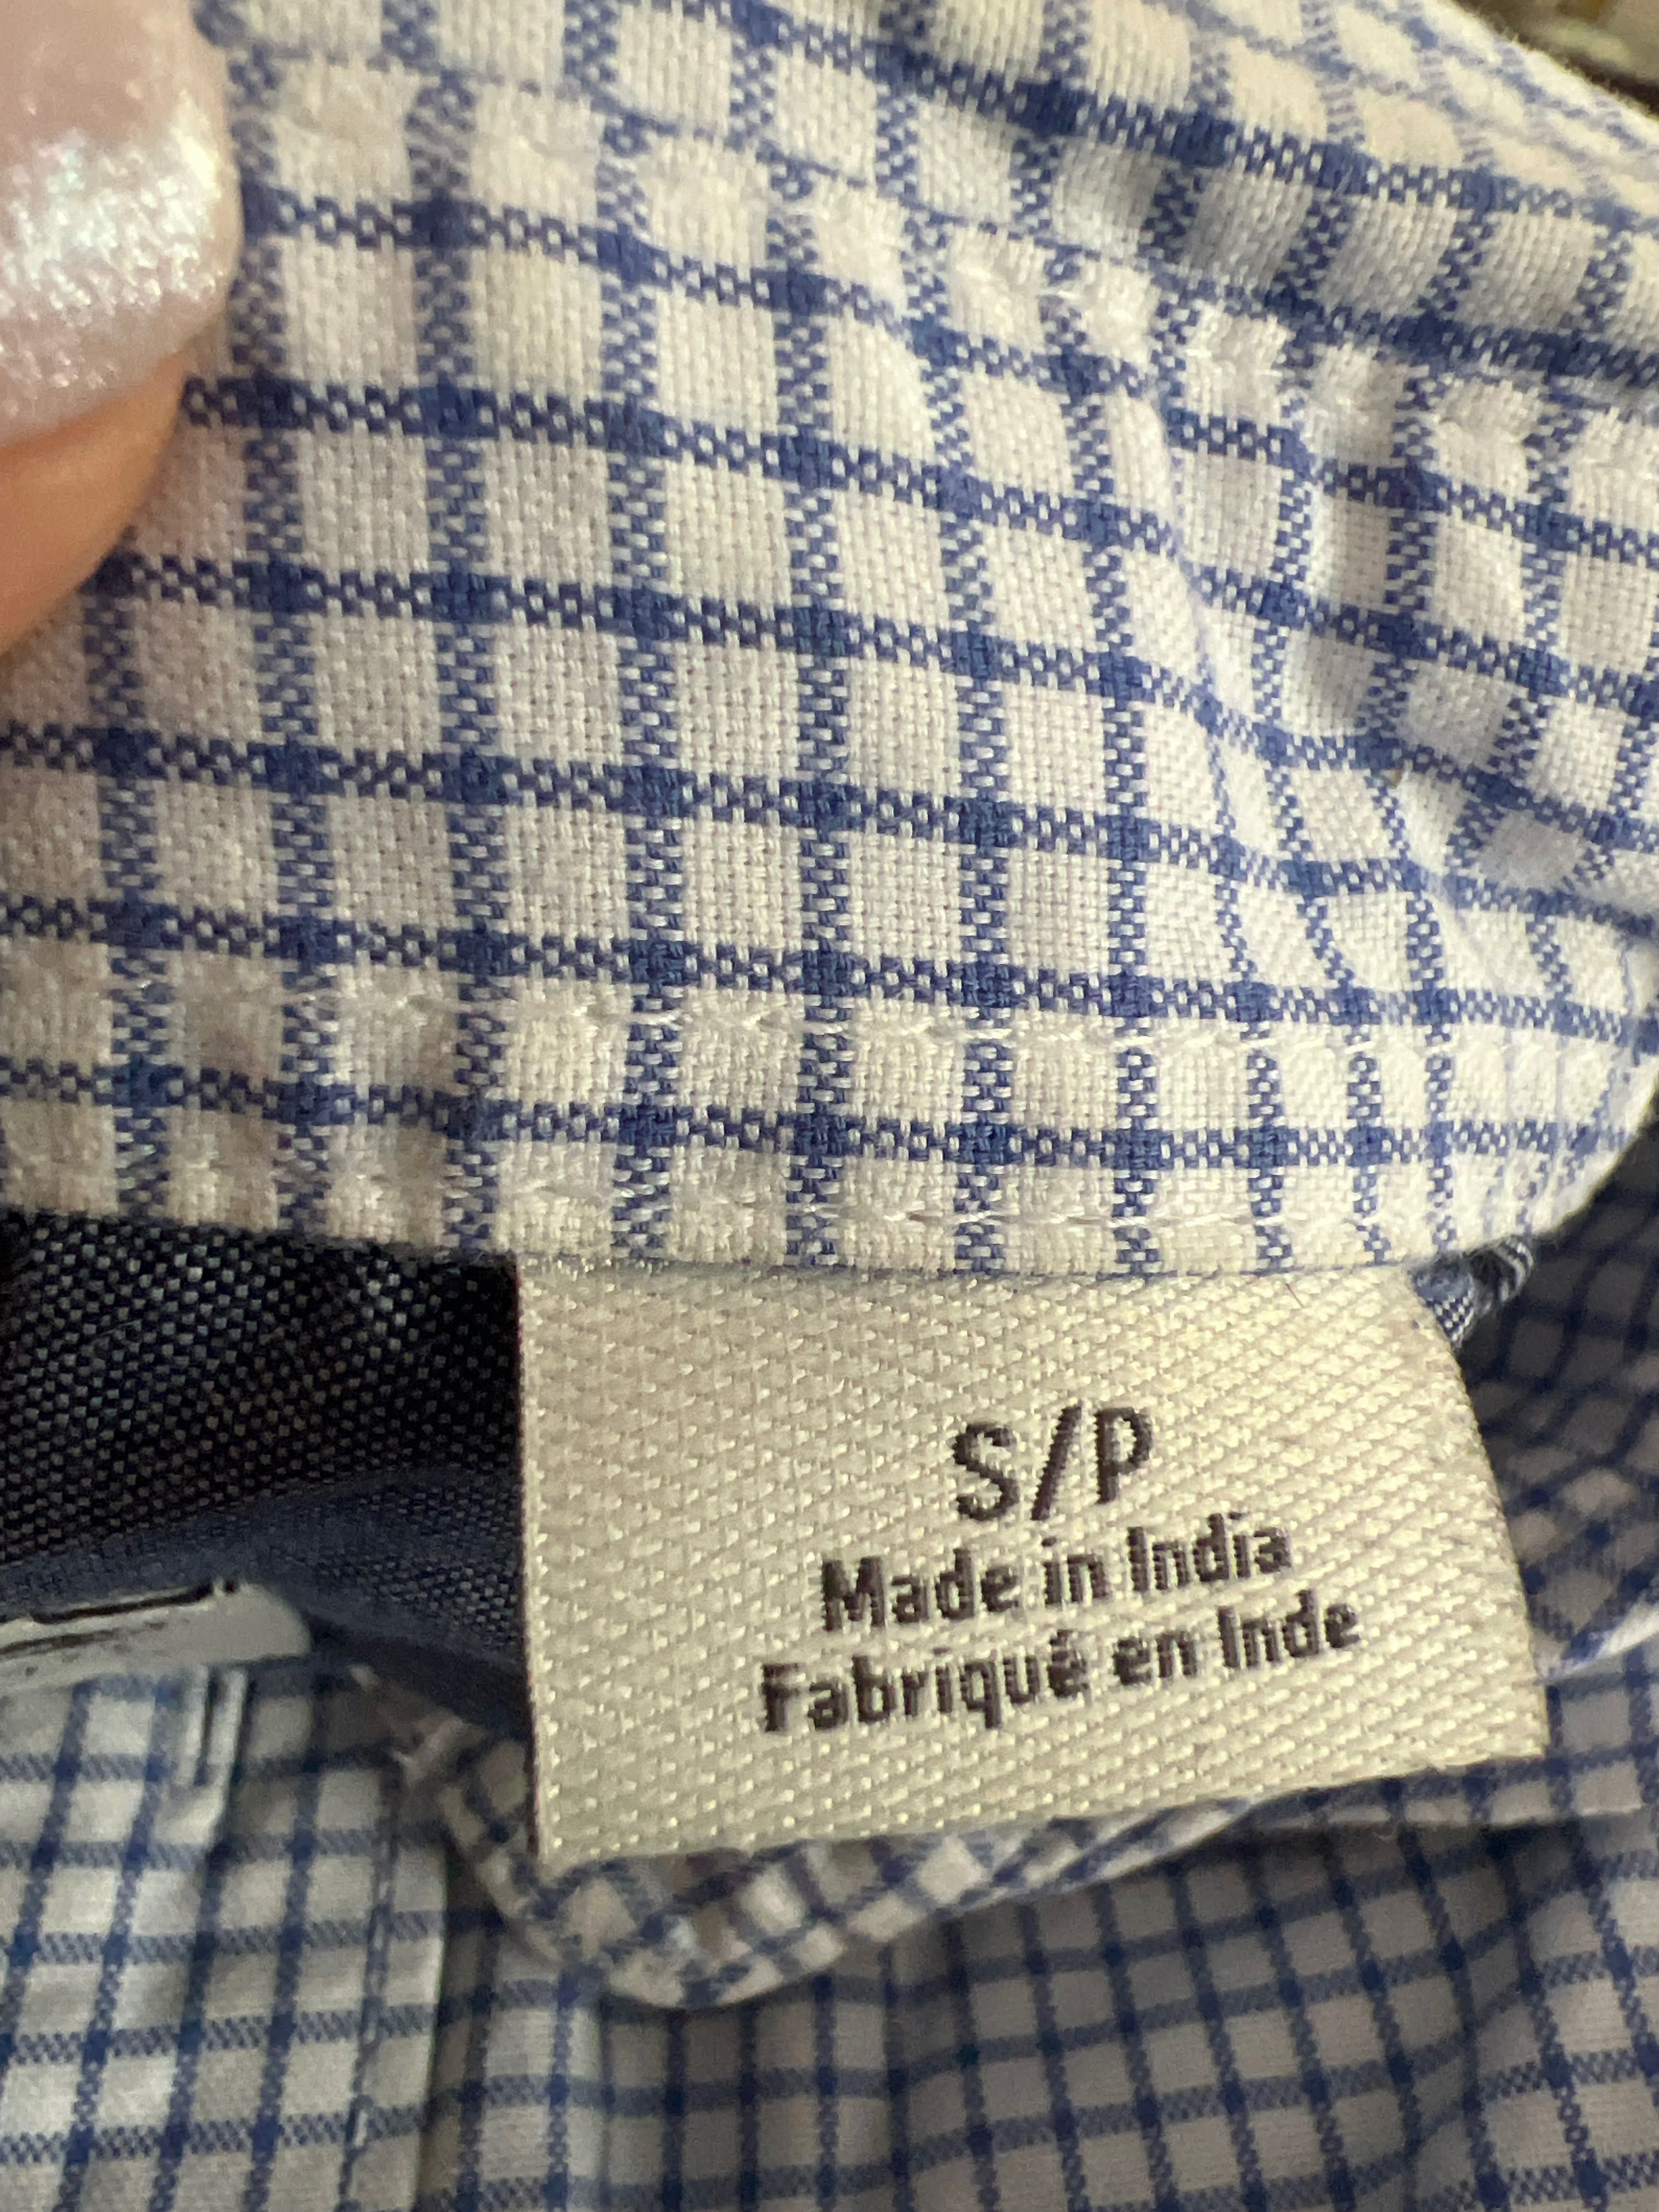 S/P
Made in India
Fabriqué en Inde